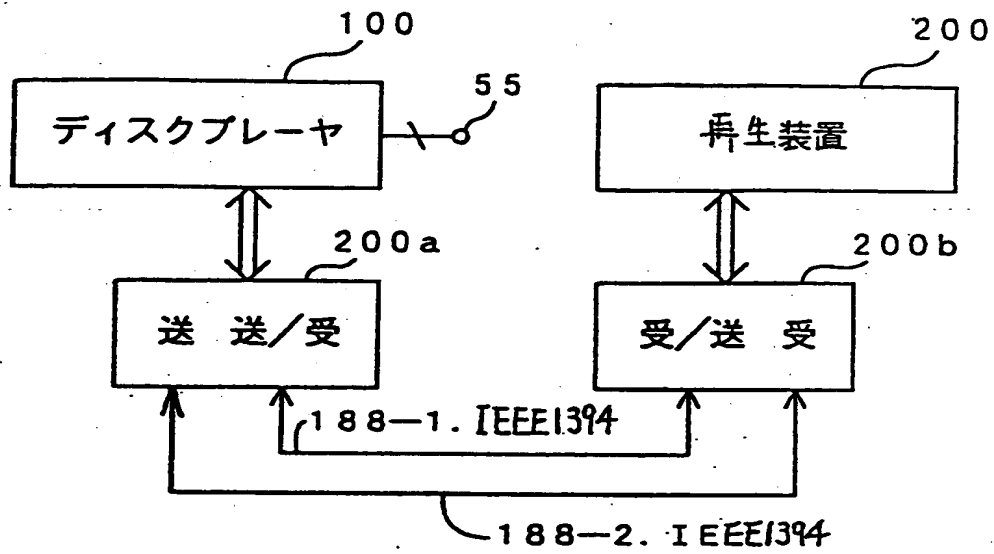 100
200
55
ディスクプレーヤ
再生装置
200a
200b
送 送/受
受/送 受
188-1. IEEE1394
188-2. IEEE1394